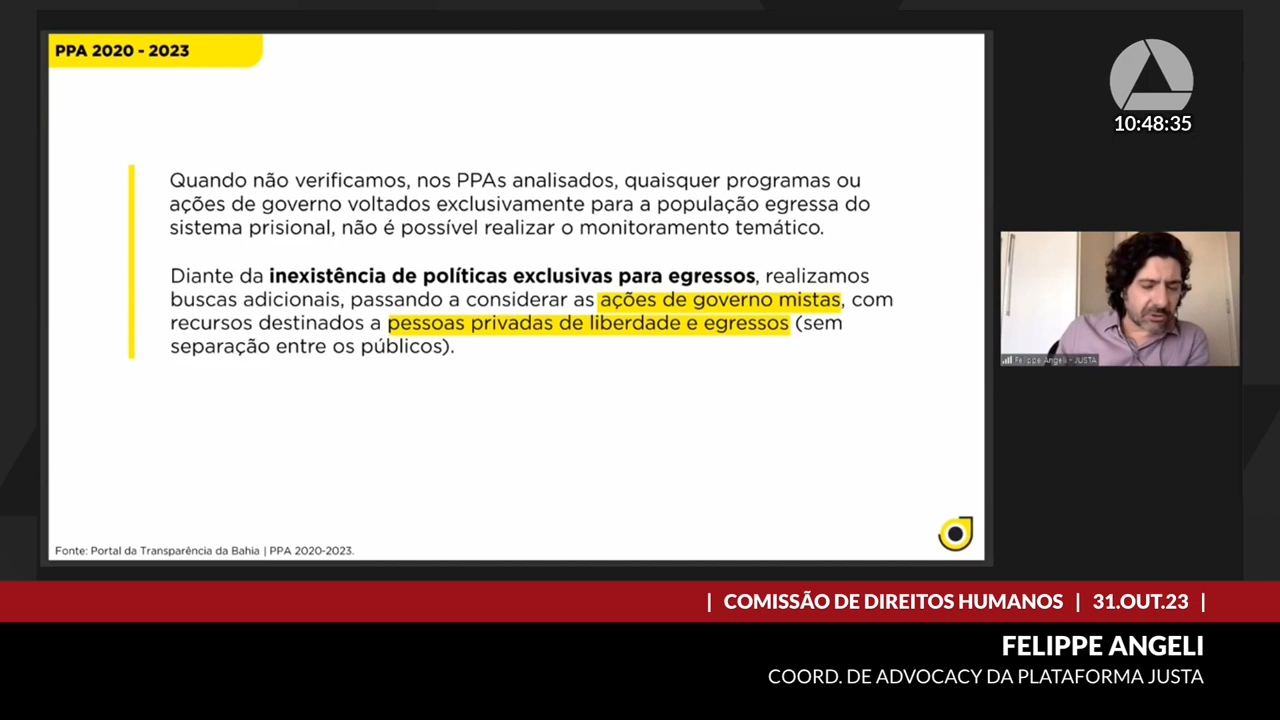 PPA 2020 - 2023
10:48:35
Quando não verificamos, nos PPAs analisados, quaisquer programas ou
ações de governo voltados exclusivamente para a população egressa do
sistema prisional, não é possível realizar o monitoramento temático.
Diante da inexistência de políticas exclusivas para egressos, realizamos
buscas adicionais, passando a considerar as ações de governo mistas, com
recursos destinados a pessoas privadas de liberdade e egressos (sem
separação entre os públicos).
Felippe Angeli - JUSTA
Fonte: Portal da Transparência da Bahia | PPA 2020-2023.
| COMISSÃO DE DIREITOS HUMANOS | 31.OUT.23 |
FELIPPE ANGELI
COORD. DE ADVOCACY DA PLATAFORMA JUSTA